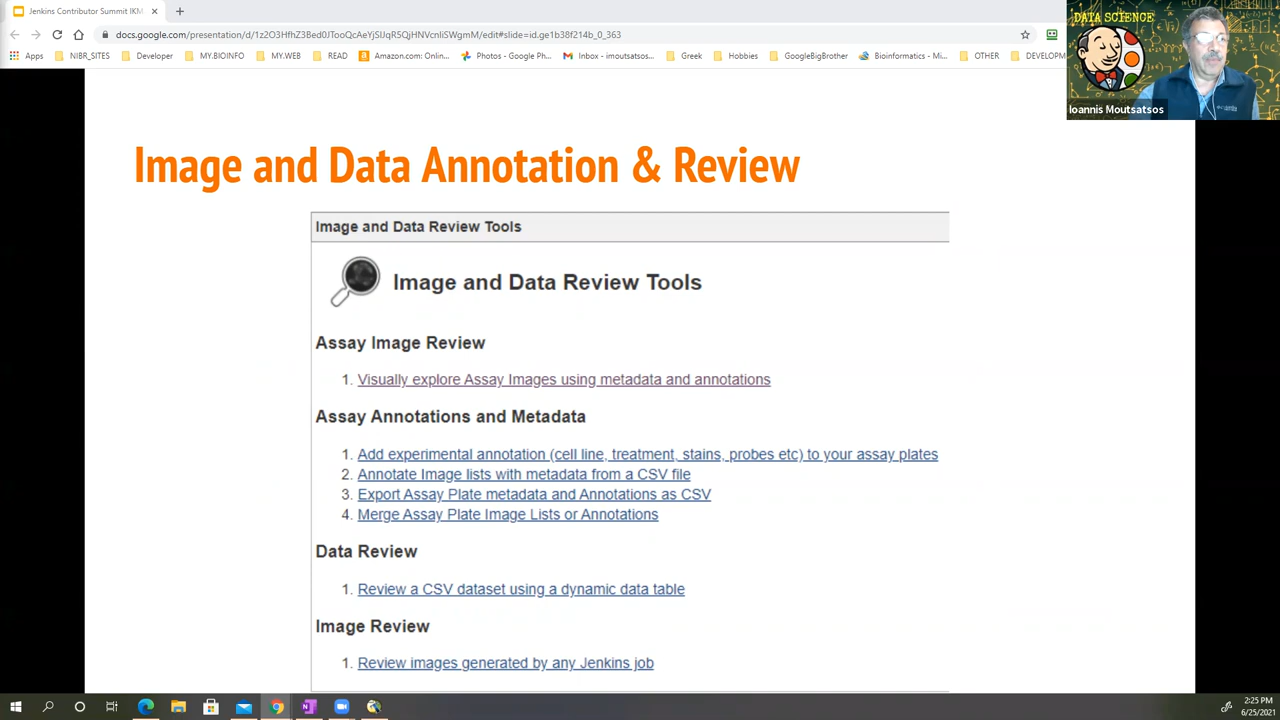 Jenkins Contributor Summit IKM
docs.google.com/presentation/d/1z2O3HfhZ3Bed0JTooQcAeYjSlJqR5QjHNVcnliSWgmM/edit#slide=id.ge1b38f214b_0_363
Apps NIBR_SITES Developer MY.BIOINFO MY.WEB READ Amazon.com: Onlin... Photos - Google Ph... Inbox - imoutsatsos... Greek Hobbies GoogleBigBrother Bioinformatics - Mi... OTHER DEVELOPM
DATA SCIENCE
Ioannis Moutsatsos
Image and Data Annotation & Review
Image and Data Review Tools
Image and Data Review Tools
Assay Image Review
1. Visually explore Assay Images using metadata and annotations
Assay Annotations and Metadata
1. Add experimental annotation (cell line, treatment, stains, probes etc) to your assay plates
2. Annotate Image lists with metadata from a CSV file
3. Export Assay Plate metadata and Annotations as CSV
4. Merge Assay Plate Image Lists or Annotations
Data Review
1. Review a CSV dataset using a dynamic data table
Image Review
1. Review images generated by any Jenkins job
2:25 PM
6/25/2021